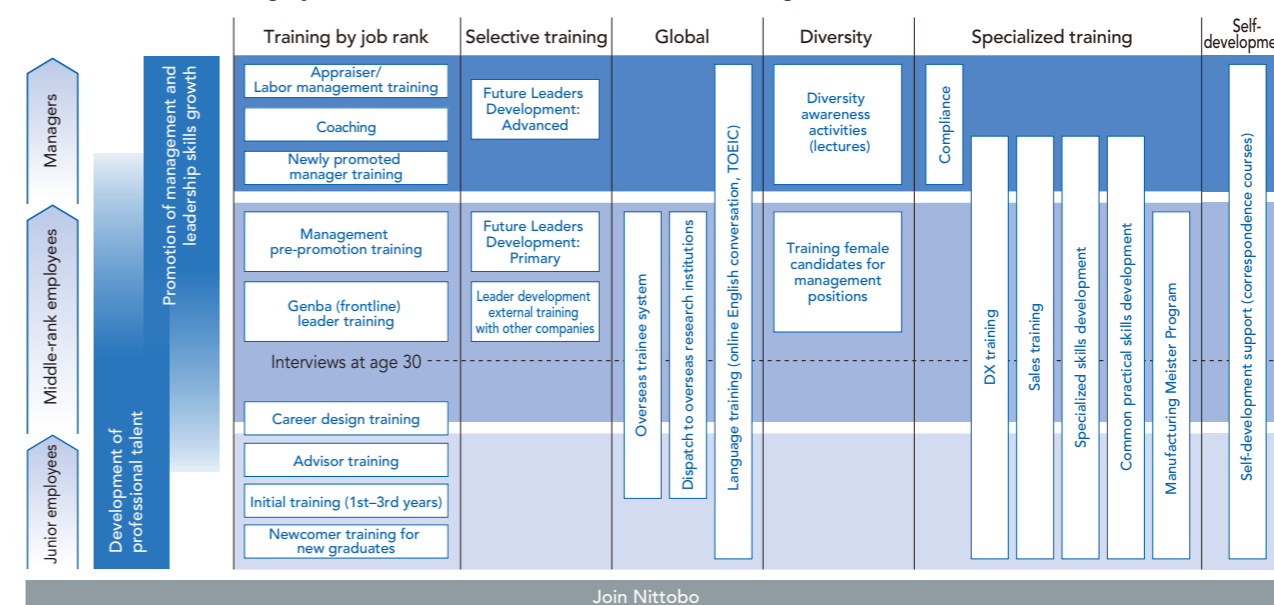 Training by job rank
Selective training
Global
Diversity
Specialized training
Self-
Managers
Middle-rank employees
Junior employees
Promotion of management and
leadership skills growth
Development of
professional talent
Appraiser/
Labor management training
Coaching
Newly promoted
manager training
Management
pre-promotion training
Genba (frontline)
leader training
Interviews at age 30
Career design training
Advisor training
Initial training (1st–3rd years)
Newcomer training for
new graduates
Future Leaders
Development:
Advanced
Future Leaders
Development:
Primary
Leader development
external training
with other companies
Overseas trainee system
Dispatch to overseas research institutions
Language training (online English conversation, TOEIC)
Diversity
awareness
activities
(lectures)
Training female
candidates for
management
positions
Compliance
DX training
Sales training
Specialized skills development
Common practical skills development
Manufacturing Meister Program
Self-development support (correspondence courses)
Join Nittobo